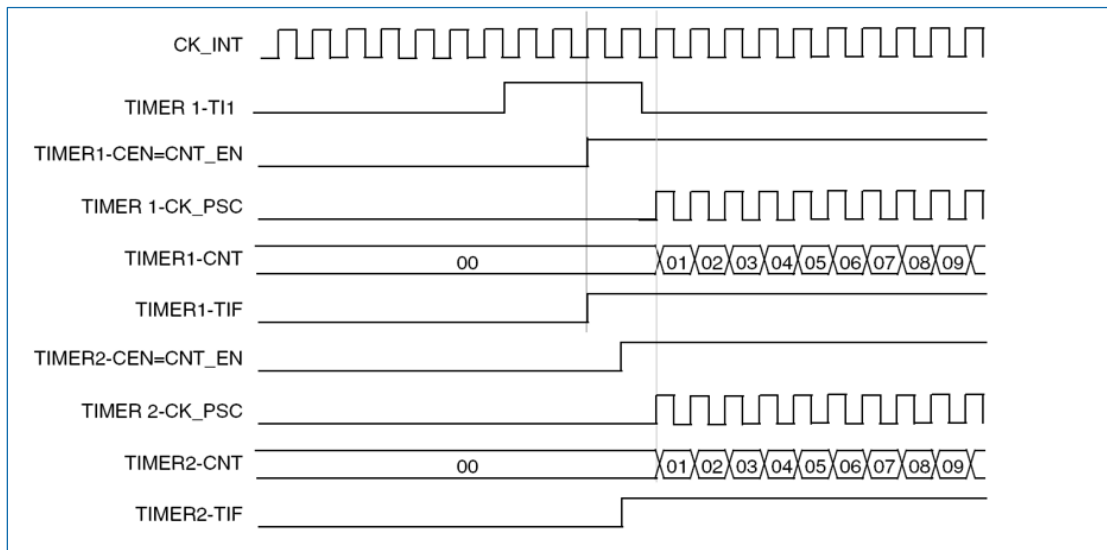 CK_INT
TIMER 1-TI1
TIMER1-CEN=CNT_EN
TIMER 1-CK_PSC
TIMER1-CNT 00 01 02 03 04 05 06 07 08 09
TIMER1-TIF
TIMER2-CEN=CNT_EN
TIMER 2-CK_PSC
TIMER2-CNT 00 01 02 03 04 05 06 07 08 09
TIMER2-TIF